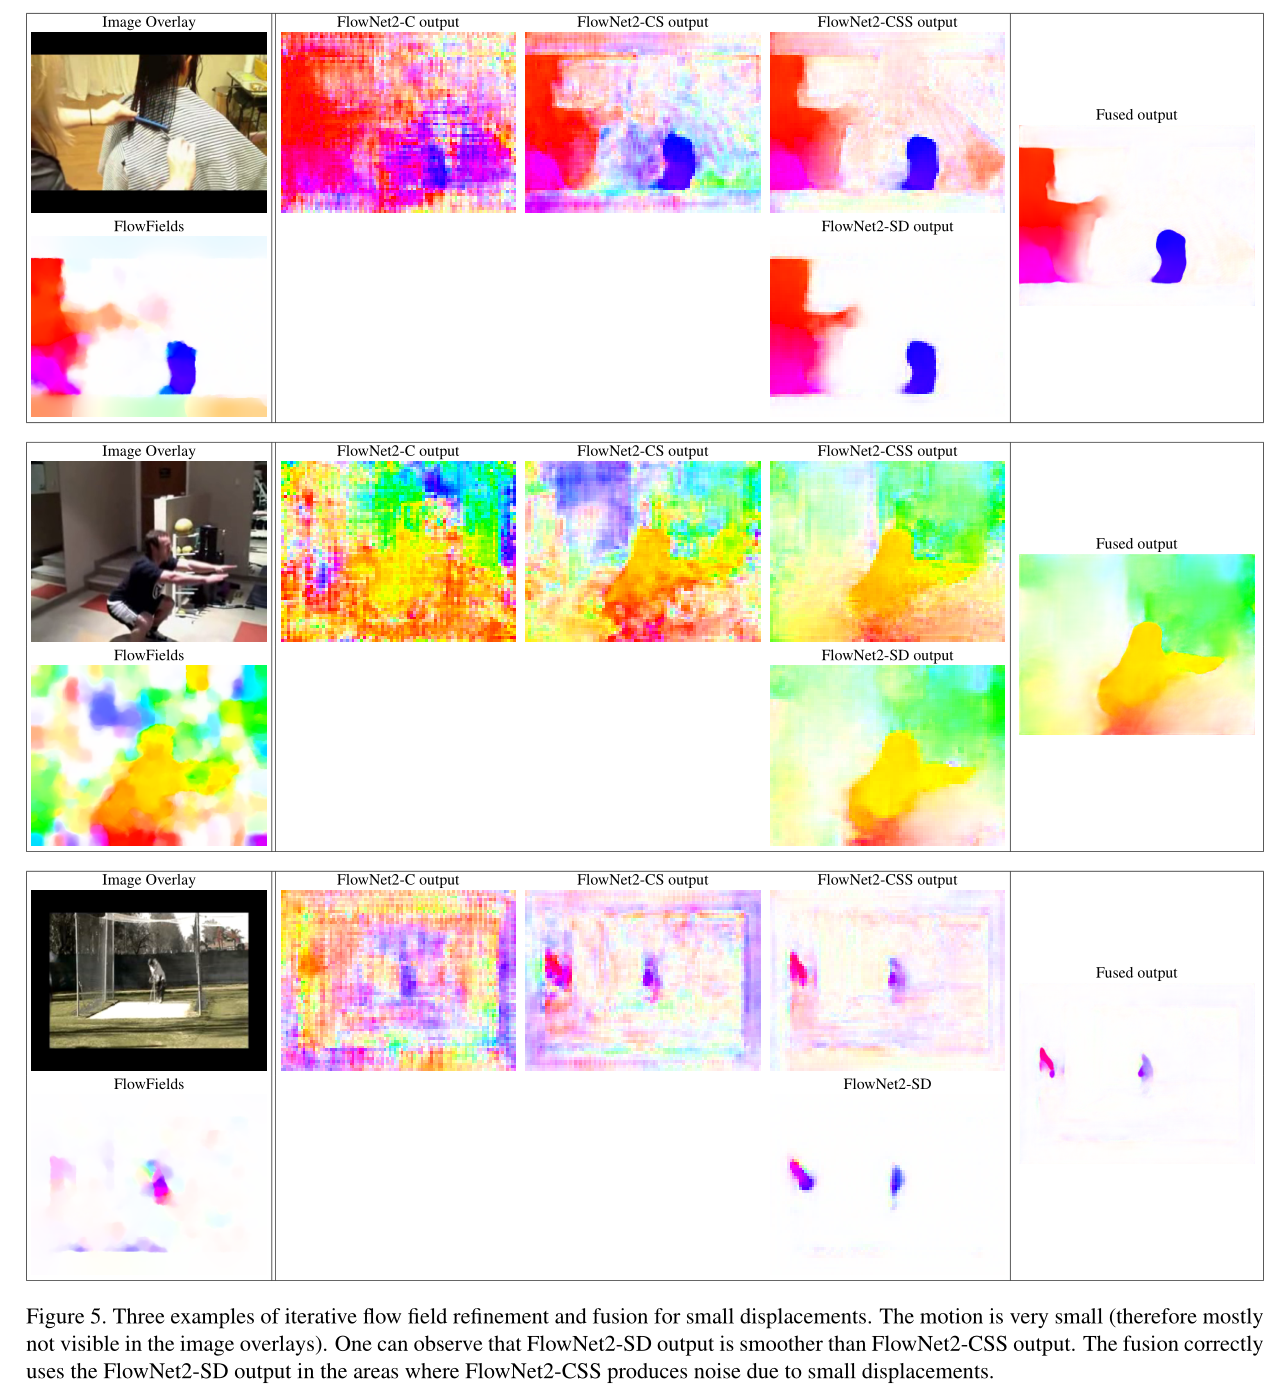 Image Overlay
FlowNet2-C output
FlowNet2-CS output
FlowNet2-CSS output
Fused output
FlowFields
FlowNet2-SD output
Image Overlay
FlowNet2-C output
FlowNet2-CS output
FlowNet2-CSS output
Fused output
FlowFields
FlowNet2-SD output
Image Overlay
FlowNet2-C output
FlowNet2-CS output
FlowNet2-CSS output
Fused output
FlowFields
FlowNet2-SD
Figure 5. Three examples of iterative flow field refinement and fusion for small displacements. The motion is very small (therefore mostly
not visible in the image overlays). One can observe that FlowNet2-SD output is smoother than FlowNet2-CSS output. The fusion correctly
uses the FlowNet2-SD output in the areas where FlowNet2-CSS produces noise due to small displacements.